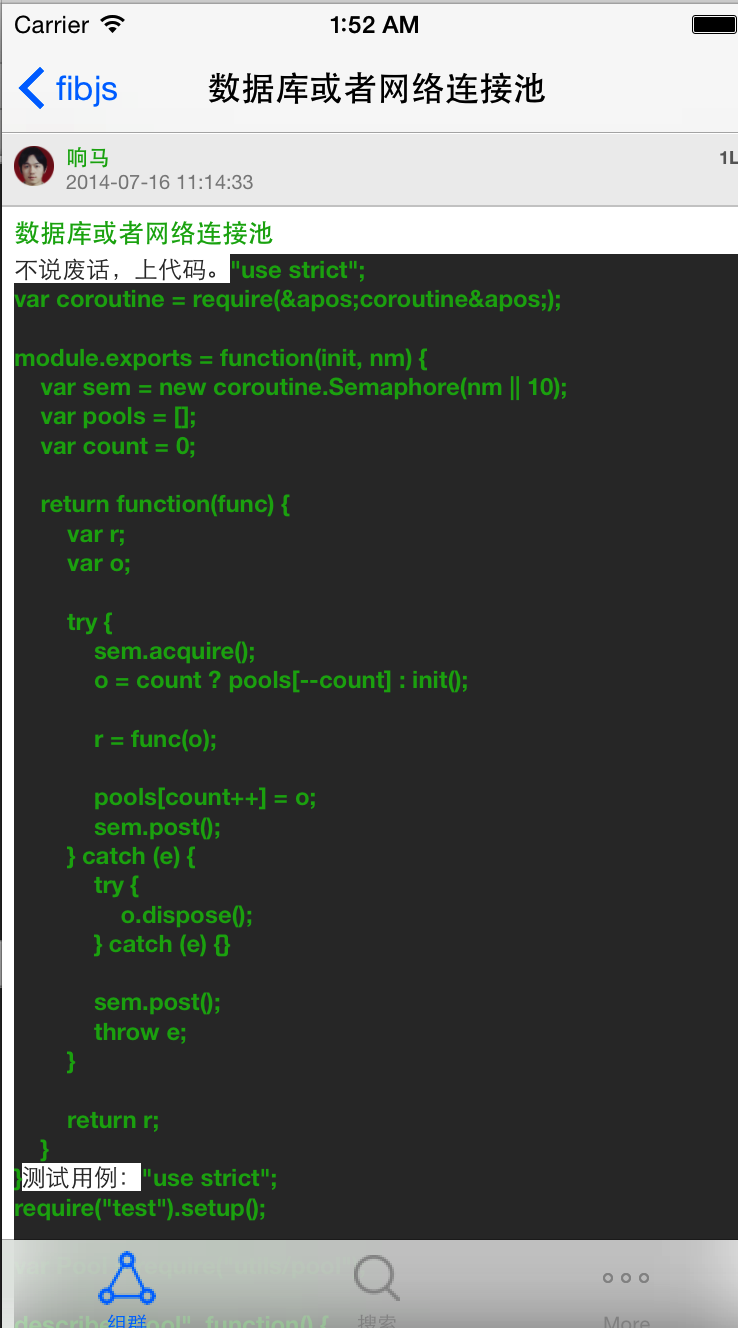 Carrier 1:52 AM
fibjs 数据库或者网络连接池
响马 1L
2014-07-16 11:14:33
数据库或者网络连接池
不说废话，上代码。"use strict";
var coroutine = require(&apos;coroutine&apos;);
module.exports = function(init, nm) {
    var sem = new coroutine.Semaphore(nm || 10);
    var pools = [];
    var count = 0;
    return function(func) {
        var r;
        var o;
        try {
            sem.acquire();
            o = count ? pools[--count] : init();
            r = func(o);
            pools[count++] = o;
            sem.post();
        } catch (e) {
            try {
                o.dispose();
            } catch (e) {}
            sem.post();
            throw e;
        }
        return r;
    }
}测试用例："use strict";
require("test").setup();
组群 搜索 More